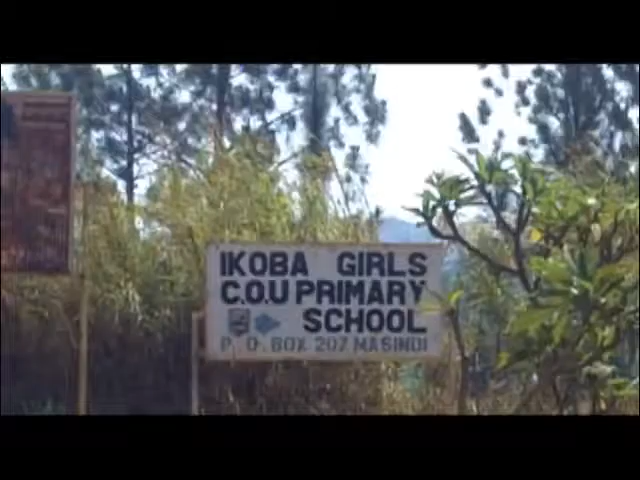 IKOBA GIRLS
C.O.U PRIMARY
SCHOOL
P. O. BOX 207 MASINDI